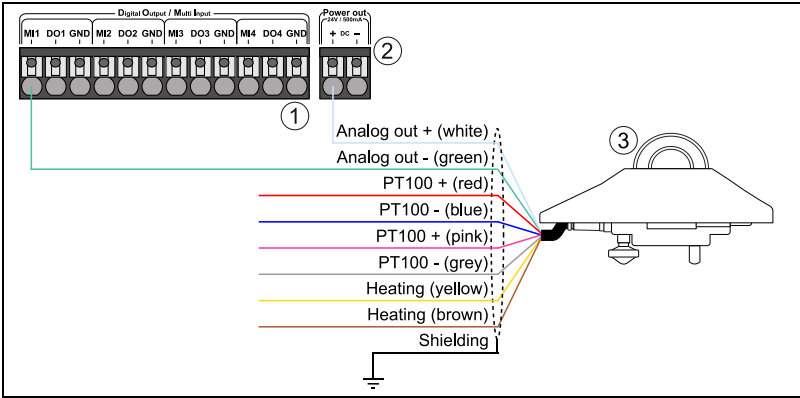 Digital Output / Multi Input
Power out
24V / 500mA
MI1 DO1 GND MI2 DO2 GND MI3 DO3 GND MI4 DO4 GND
+ DC -
1
2
3
Analog out + (white)
Analog out - (green)
PT100 + (red)
PT100 - (blue)
PT100 + (pink)
PT100 - (grey)
Heating (yellow)
Heating (brown)
Shielding